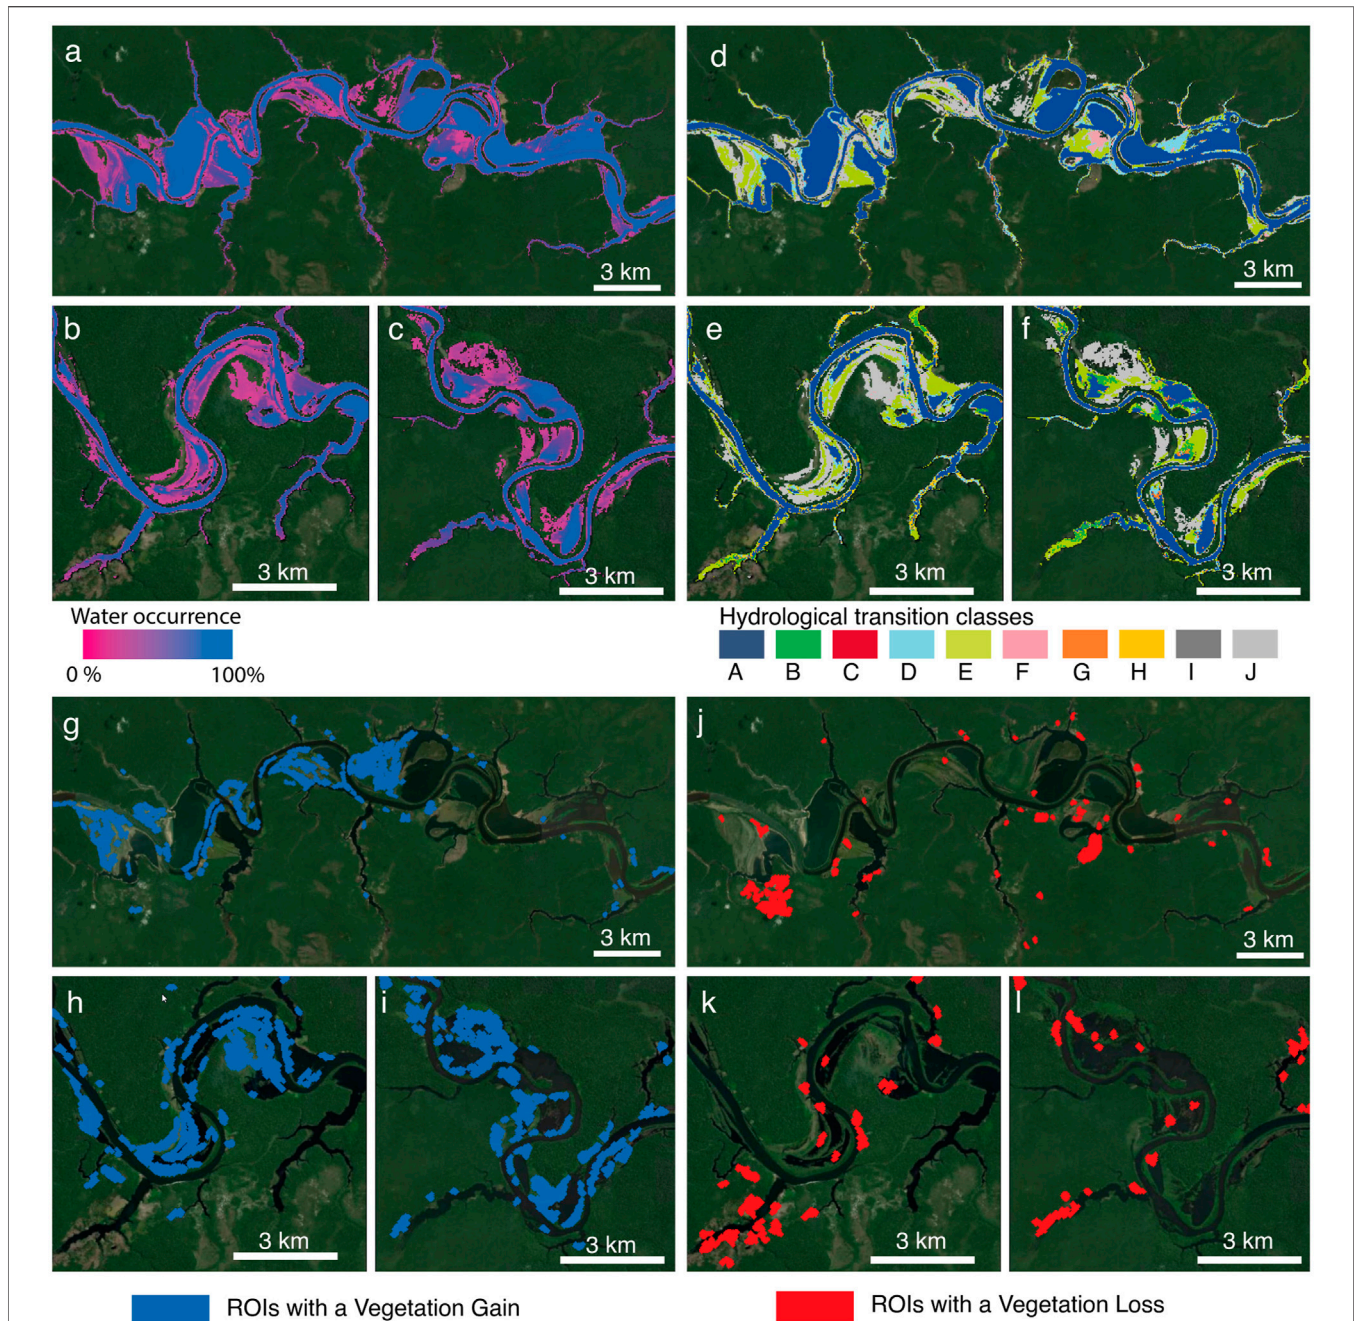 a
d
3 km
3 km
b
c
e
f
3 km
3 km
3 km
3 km
Water occurrence
0 %
100%
Hydrological transition classes
A B C D E F G H I J
g
j
3 km
3 km
h
i
k
l
3 km
3 km
3 km
3 km
ROIs with a Vegetation Gain
ROIs with a Vegetation Loss